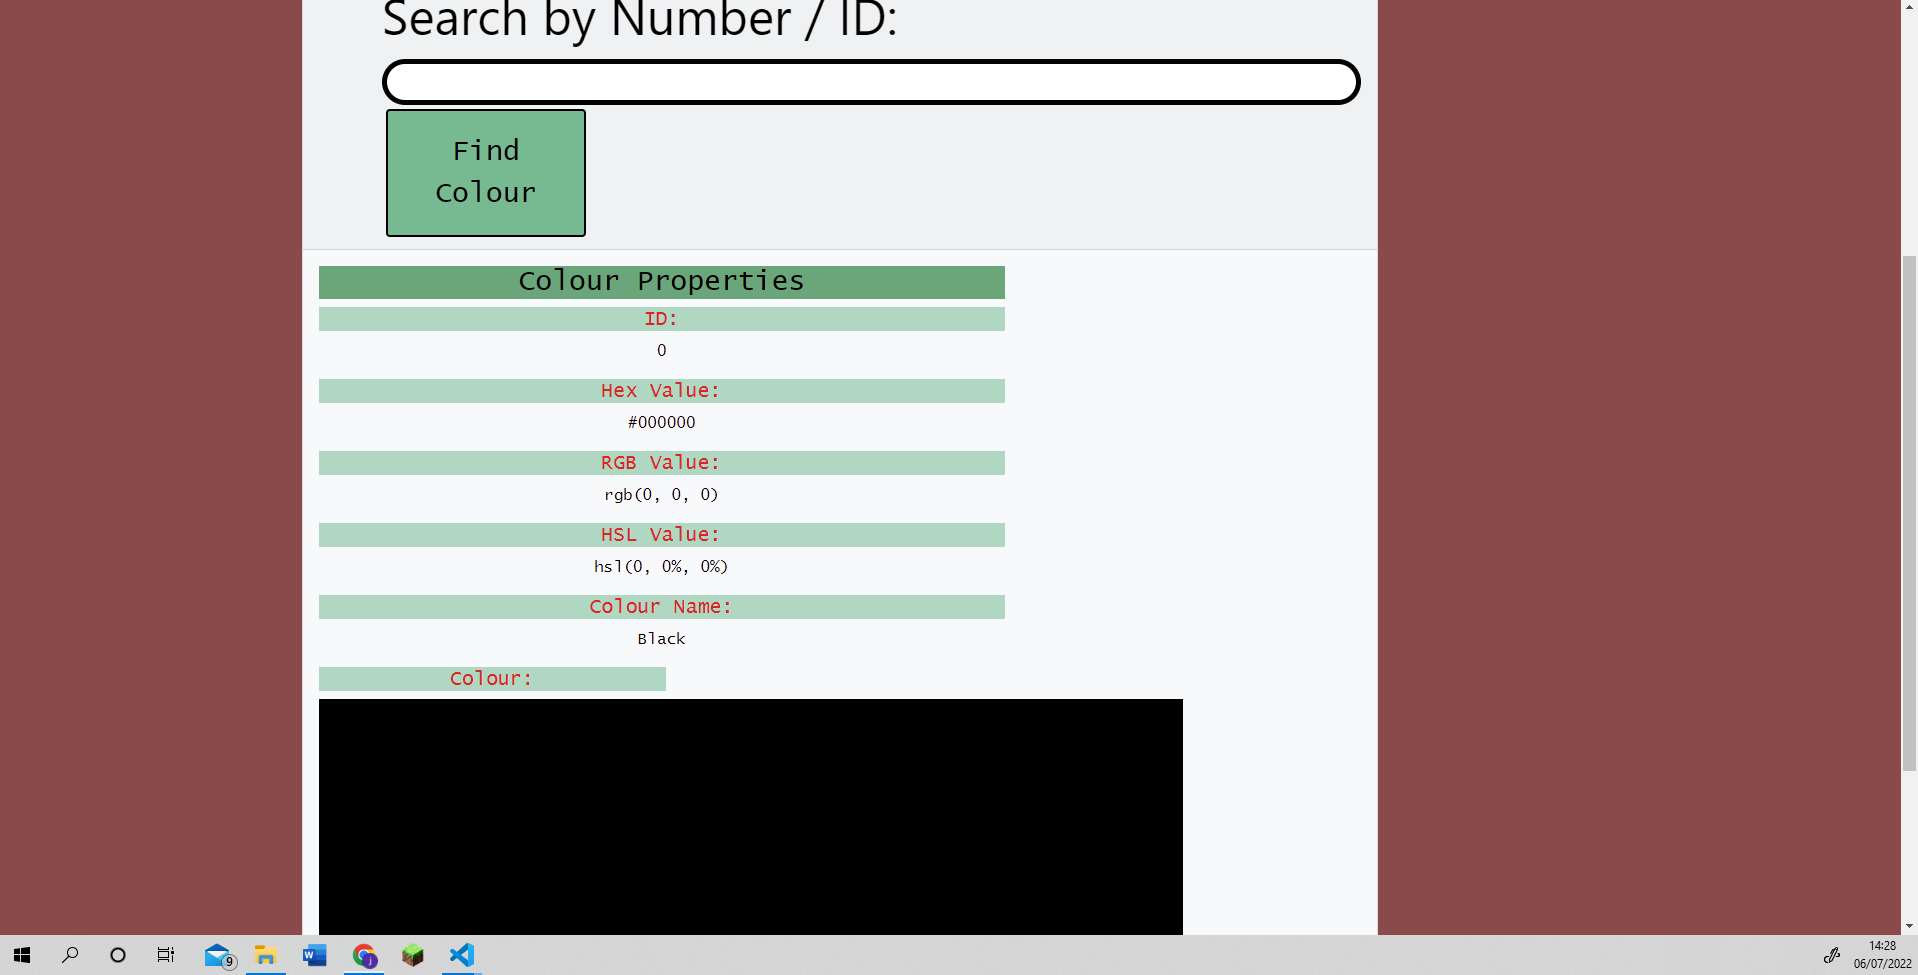 Search by Number / ID:
Find
Colour
Colour Properties
ID:
0
Hex Value:
#000000
RGB Value:
rgb(0, 0, 0)
HSL Value:
hsl(0, 0%, 0%)
Colour Name:
Black
Colour:
9
W
j
14:28
06/07/2022